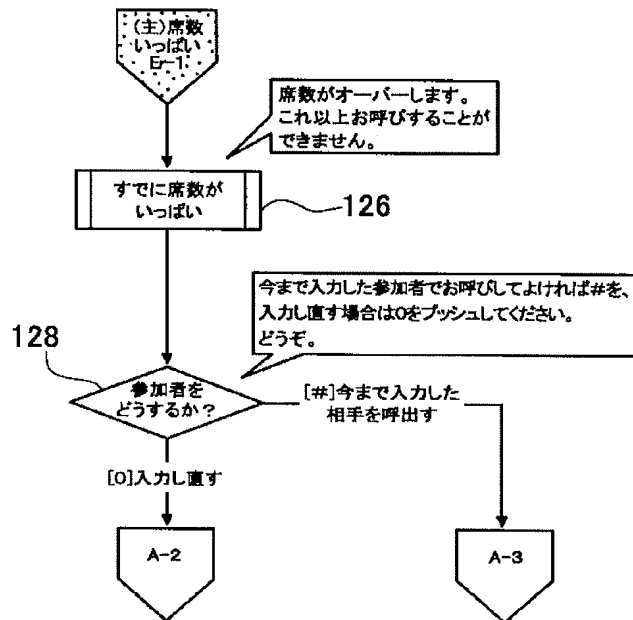 (主)席数
いっぱい
E-1
席数がオーバーします。
これ以上お呼びすることが
できません。
すでに席数が
いっぱい
126
今まで入力した参加者でお呼びしてよければ#を、
入力し直す場合は0をプッシュしてください。
どうぞ。
128
参加者を
どうするか？
[#]今まで入力した
相手を呼出す
[0]入力し直す
A-2
A-3